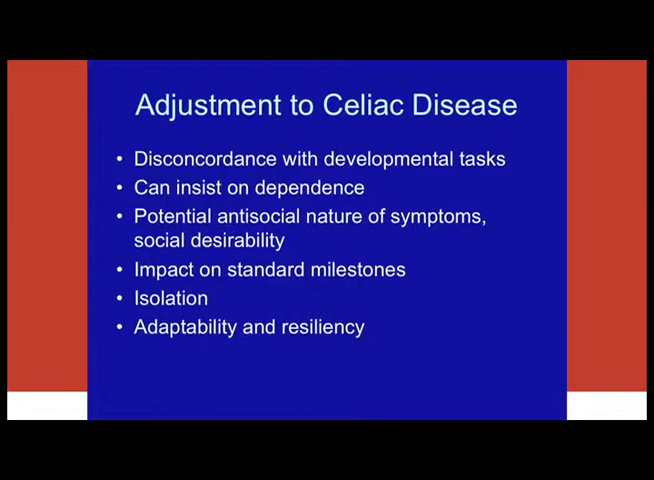 Adjustment to Celiac Disease
• Disconcordance with developmental tasks
• Can insist on dependence
• Potential antisocial nature of symptoms,
social desirability
• Impact on standard milestones
• Isolation
• Adaptability and resiliency